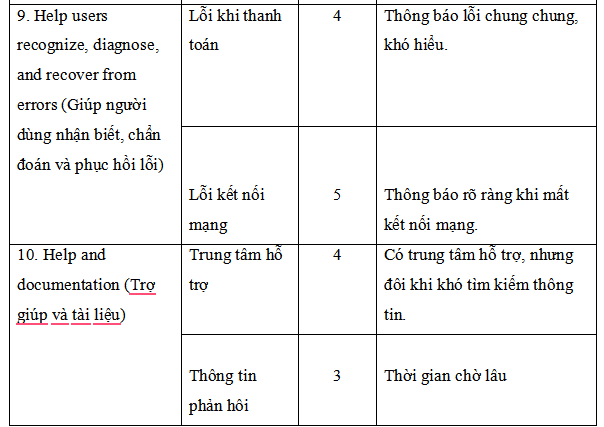 9. Help users
recognize, diagnose,
and recover from
errors (Giúp người
dùng nhận biết, chẩn
đoán và phục hồi lỗi)
Lỗi khi thanh
toán
4
Thông báo lỗi chung chung,
khó hiểu.
Lỗi kết nối
mạng
5
Thông báo rõ ràng khi mất
kết nối mạng.
10. Help and
documentation (Trợ
giúp và tài liệu)
Trung tâm hỗ
trợ
4
Có trung tâm hỗ trợ, nhưng
đôi khi khó tìm kiếm thông
tin.
Thông tin
phản hôi
3
Thời gian chờ lâu